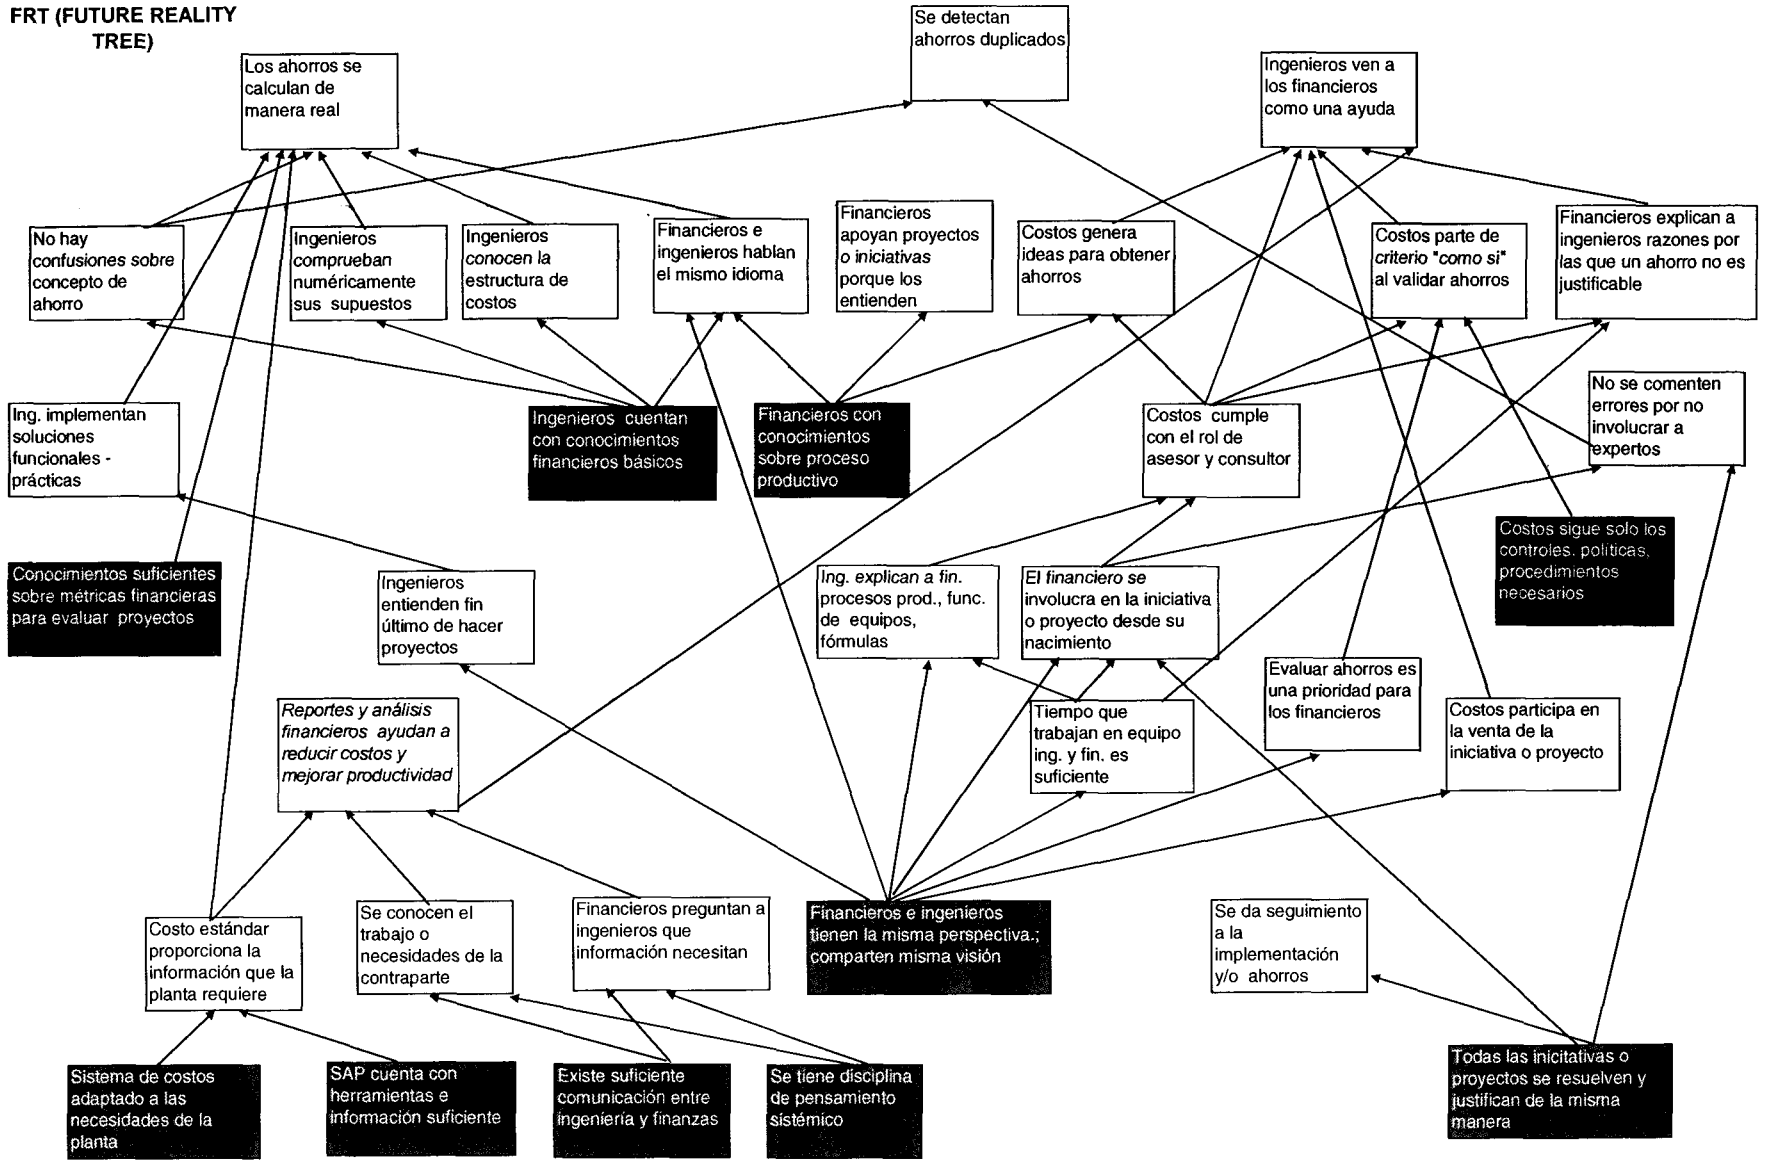 FRT (FUTURE REALITY
TREE)
Se detectan
ahorros duplicados
Los ahorros se
calculan de
manera real
Ingenieros ven a
los financieros
como una ayuda
No hay
confusiones sobre
concepto de
ahorro
Ingenieros
comprueban
numéricamente
sus supuestos
Ingenieros
conocen la
estructura de
costos
Financieros e
ingenieros hablan
el mismo idioma
Financieros
apoyan proyectos
o iniciativas
porque los
entienden
Costos genera
ideas para obtener
ahorros
Costos parte de
criterio "como si"
al validar ahorros
Financieros explican a
ingenieros razones por
las que un ahorro no es
justificable
Ing. implementan
soluciones
funcionales -
prácticas
Ingenieros cuentan
con conocimientos
financieros básicos
Financieros con
conocimientos
sobre proceso
productivo
Costos cumple
con el rol de
asesor y consultor
No se comenten
errores por no
involucrar a
expertos
Costos sigue solo los
controles, políticas,
procedimientos
necesarios
Conocimientos suficientes
sobre métricas financieras
para evaluar proyectos
Ingenieros
entienden fin
último de hacer
proyectos
Ing. explican a fin.
procesos prod., func.
de equipos,
fórmulas
El financiero se
involucra en la iniciativa
o proyecto desde su
nacimiento
Evaluar ahorros es
una prioridad para
los financieros
Reportes y análisis
financieros ayudan a
reducir costos y
mejorar productividad
Tiempo que
trabajan en equipo
ing. y fin. es
suficiente
Costos participa en
la venta de la
iniciativa o proyecto
Costo estándar
proporciona la
información que la
planta requiere
Se conocen el
trabajo o
necesidades de la
contraparte
Financieros preguntan a
ingenieros que
información necesitan
Financieros e ingenieros
tienen la misma perspectiva.;
comparten misma visión
Se da seguimiento
a la
implementación
y/o ahorros
Sistema de costos
adaptado a las
necesidades de la
planta
SAP cuenta con
herramientas e
información suficiente
Existe suficiente
comunicación entre
ingeniería y finanzas
Se tiene disciplina
de pensamiento
sistémico
Todas las inicitativas o
proyectos se resuelven y
justifican de la misma
manera